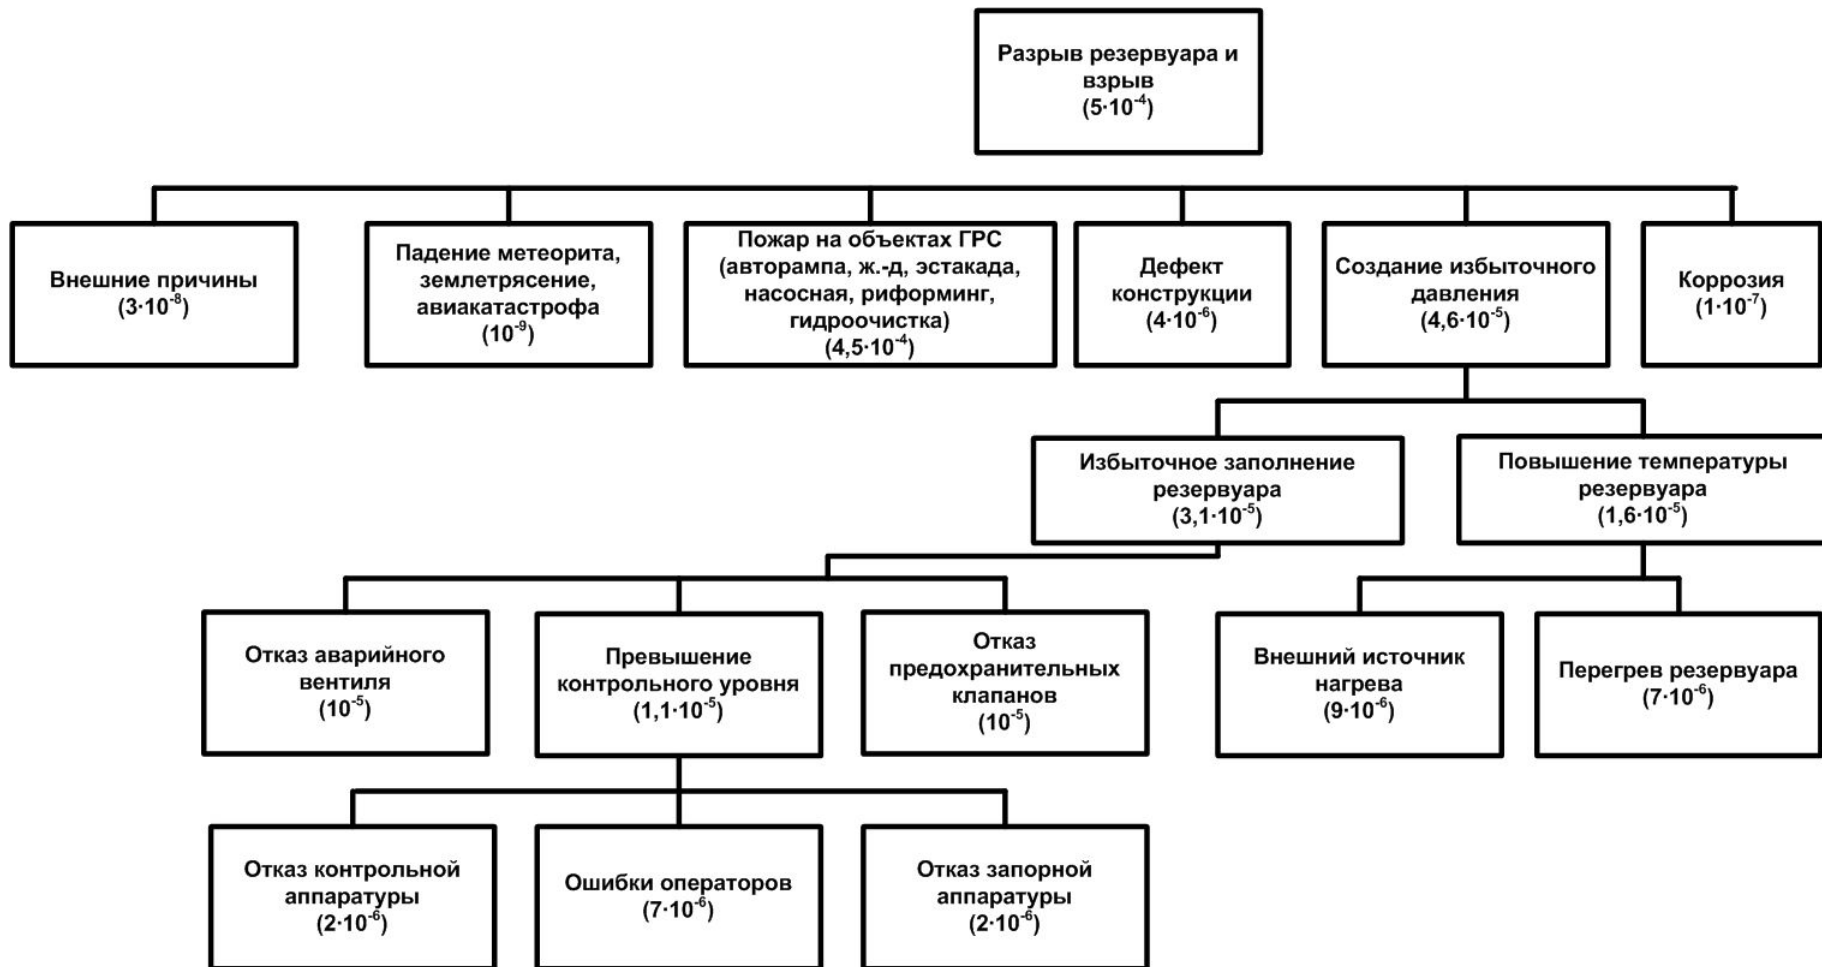 Разрыв резервуара и
взрыв
(5·10⁻⁴)
Внешние причины
(3·10⁻⁸)
Падение метеорита,
землетрясение,
авиакатастрофа
(10⁻⁹)
Пожар на объектах ГРС
(авторампа, ж.-д, эстакада,
насосная, риформинг,
гидроочистка)
(4,5·10⁻⁴)
Дефект
конструкции
(4·10⁻⁶)
Создание избыточного
давления
(4,6·10⁻⁵)
Коррозия
(1·10⁻⁷)
Избыточное заполнение
резервуара
(3,1·10⁻⁵)
Повышение температуры
резервуара
(1,6·10⁻⁵)
Отказ аварийного
вентиля
(10⁻⁵)
Превышение
контрольного уровня
(1,1·10⁻⁵)
Отказ
предохранительных
клапанов
(10⁻⁵)
Внешний источник
нагрева
(9·10⁻⁶)
Перегрев резервуара
(7·10⁻⁶)
Отказ контрольной
аппаратуры
(2·10⁻⁶)
Ошибки операторов
(7·10⁻⁶)
Отказ запорной
аппаратуры
(2·10⁻⁶)